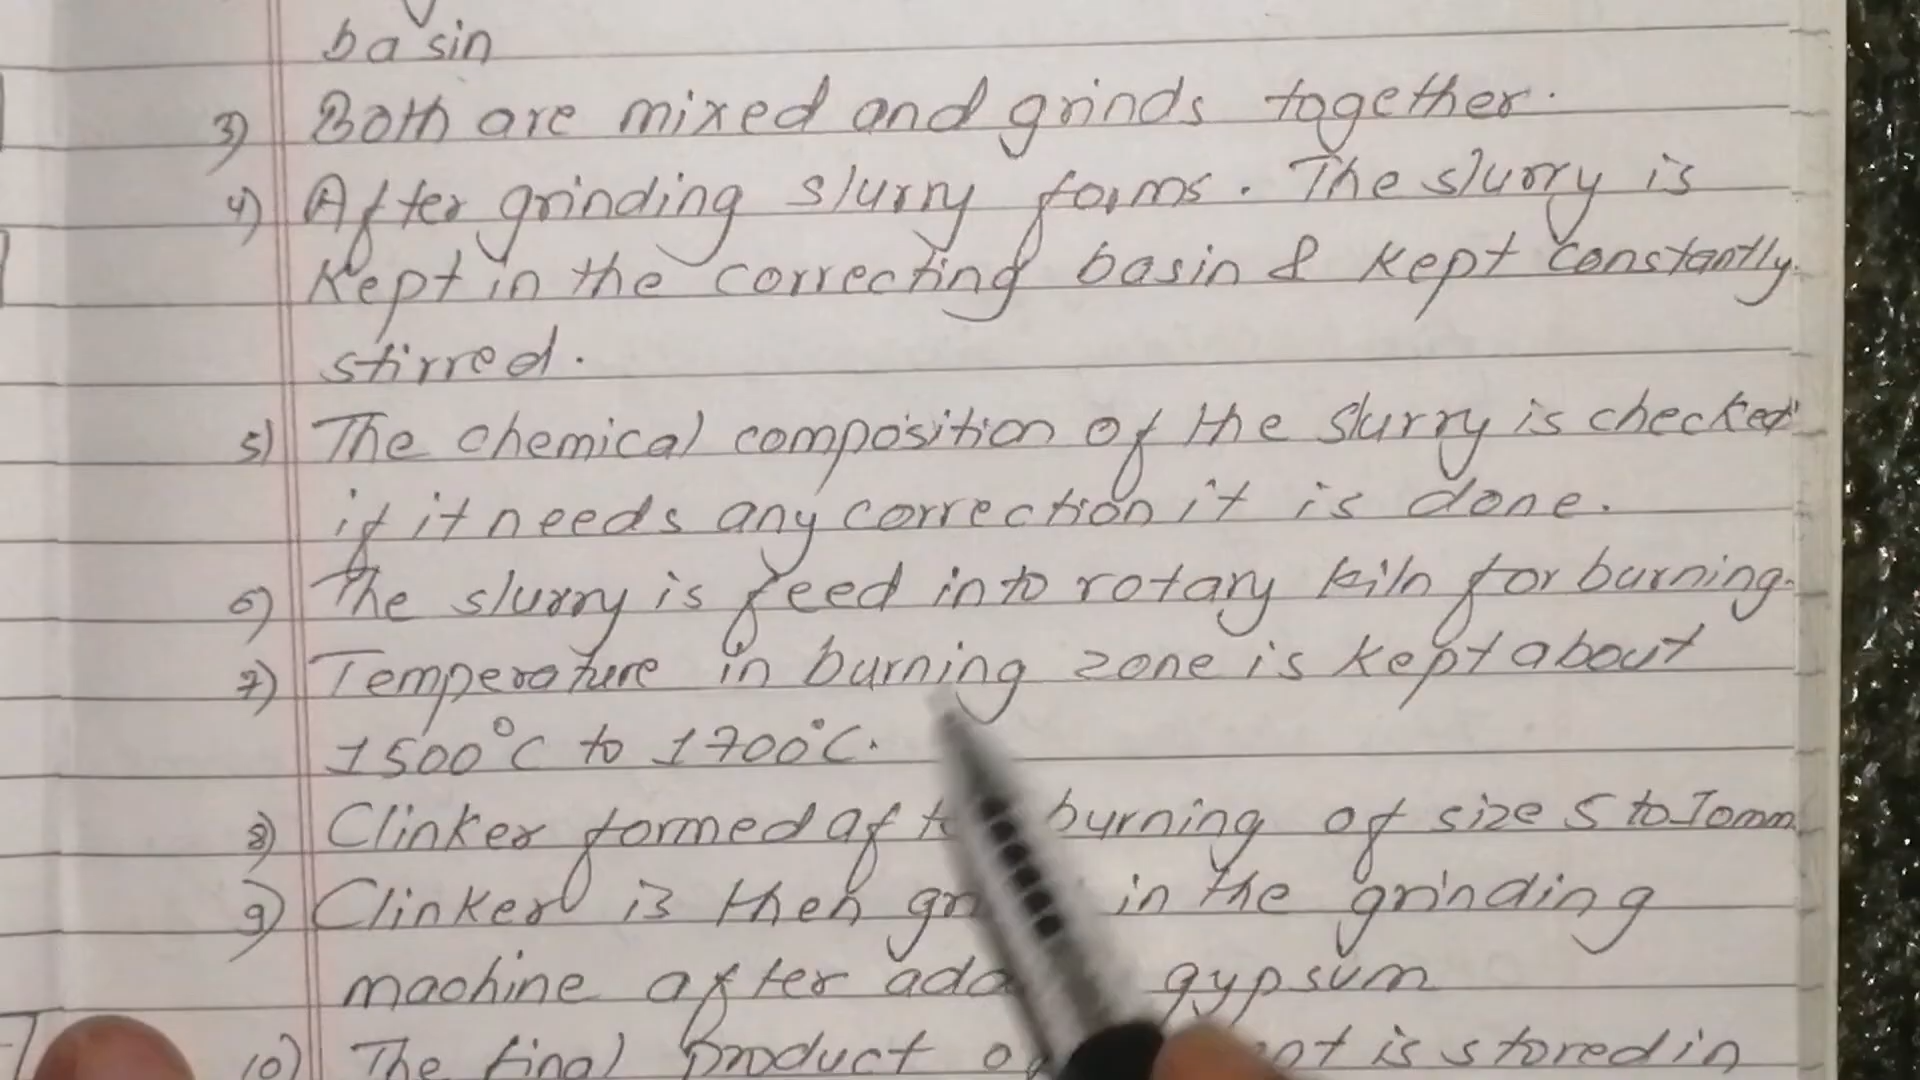 basin
3) Both are mixed and grinds together.
4) After grinding slurry forms. The slurry is
kept in the correcting basin & kept constantly
stirred.
5) The chemical composition of the slurry is checked
if it needs any correction it is done.
6) The slurry is feed into rotary kiln for burning.
7) Temperature in burning zone is kept about
1500°C to 1700°C.
8) Clinker formed burning of size 5 to 10mm
9) Clinker is then in the grinding
machine after gypsum
10) The final product is stored in